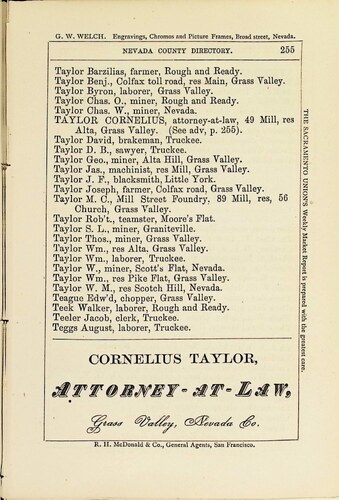 G. W. WELCH. Engravings, Chromos and Picture Frames, Broad street, Nevada.
NEVADA COUNTY DIRECTORY. 255
Taylor Barzilias, farmer, Rough and Ready.
Taylor Benj., Colfax toll road, res Main, Grass Valley.
Taylor Byron, laborer, Grass Valley.
Taylor Chas. O., miner, Rough and Ready.
Taylor Chas. W., miner, Nevada.
TAYLOR CORNELIUS, attorney-at-law, 49 Mill, res
Alta, Grass Valley. (See adv, p. 255).
Taylor David, brakeman, Truckee.
Taylor D. B., sawyer, Truckee.
Taylor Geo., miner, Alta Hill, Grass Valley.
Taylor Jas., machinist, res Mill, Grass Valley.
Taylor J. F., blacksmith, Little York.
Taylor Joseph, farmer, Colfax road, Grass Valley.
Taylor M. C., Mill Street Foundry, 89 Mill, res, 56
Church, Grass Valley.
Taylor Rob't., teamster, Moore's Flat.
Taylor S. L., miner, Graniteville.
Taylor Thos., miner, Grass Valley.
Taylor Wm., res Alta, Grass Valley.
Taylor Wm., laborer, Truckee.
Taylor W., miner, Scott's Flat, Nevada.
Taylor Wm., res Pike Flat, Grass Valley.
Taylor W. M., res Scotch Hill, Nevada.
Teague Edw'd, chopper, Grass Valley.
Teek Walker, laborer, Rough and Ready.
Teeler Jacob, clerk, Truckee.
Teggs August, laborer, Truckee.
CORNELIUS TAYLOR,
ATTORNEY-AT-LAW,
Grass Valley, Nevada Co.
R. H. McDonald & Co., General Agents, San Francisco.
THE SACRAMENTO UNION'S Weekly Market Report is prepared with the greatest care.